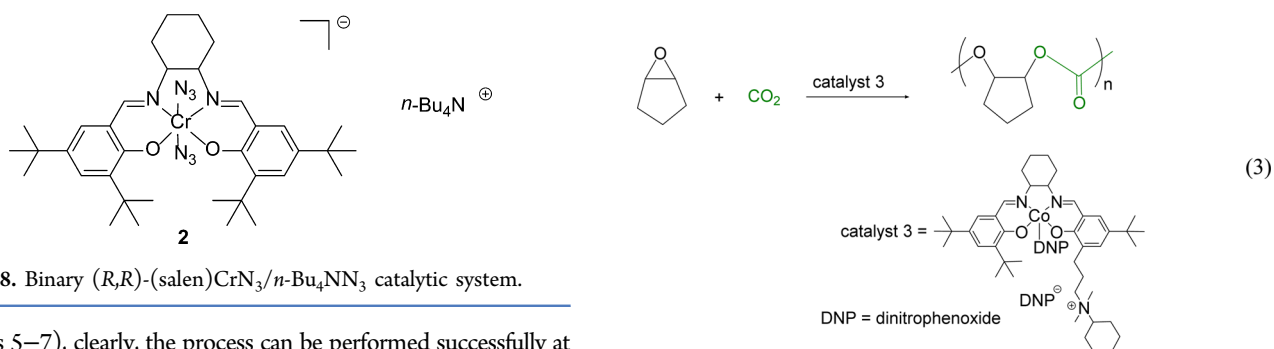 ⊖
N N
N₃
Cr
N₃
O O
n-Bu₄N ⊕
2
8. Binary (R,R)-(salen)CrN₃/n-Bu₄NN₃ catalytic system.
s 5−7), clearly, the process can be performed successfully at
O
+ CO₂
catalyst 3
O O
O
n
(3)
catalyst 3 =
N N
Co
O O
DNP
DNP⊖
⊕N
DNP = dinitrophenoxide